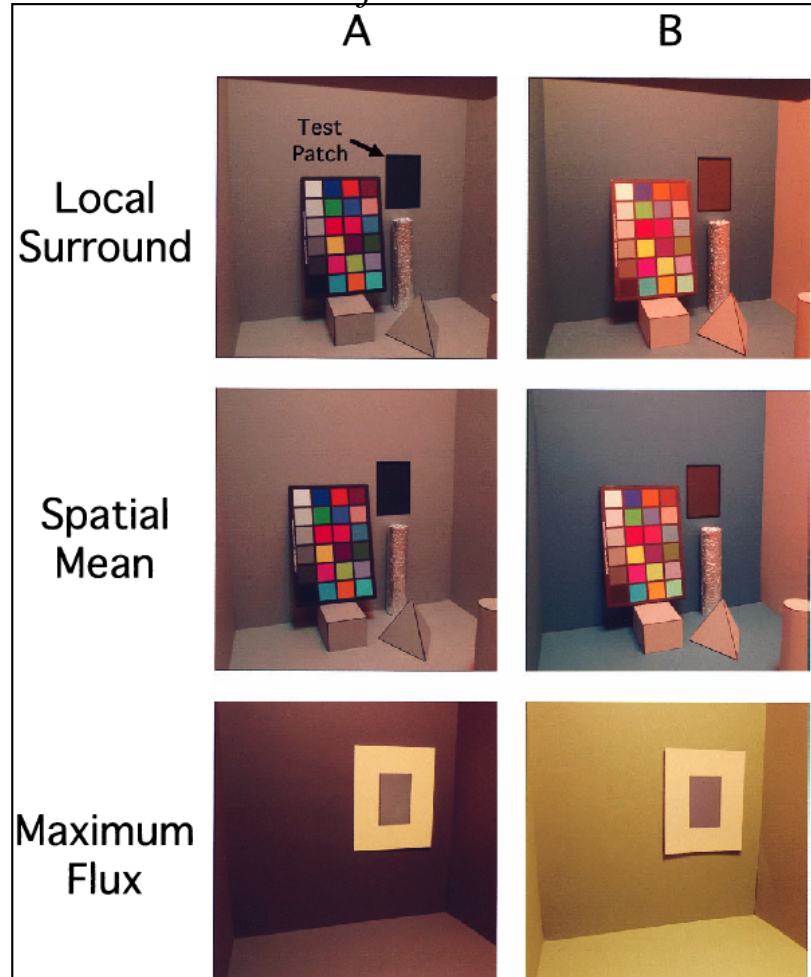 A B
Test
Patch
Local
Surround
Spatial
Mean
Maximum
Flux